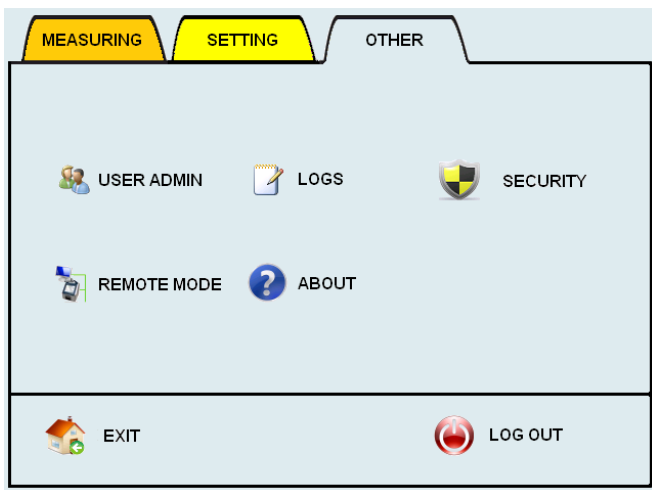 MEASURING SETTING OTHER
USER ADMIN LOGS SECURITY
REMOTE MODE ? ABOUT
EXIT LOG OUT